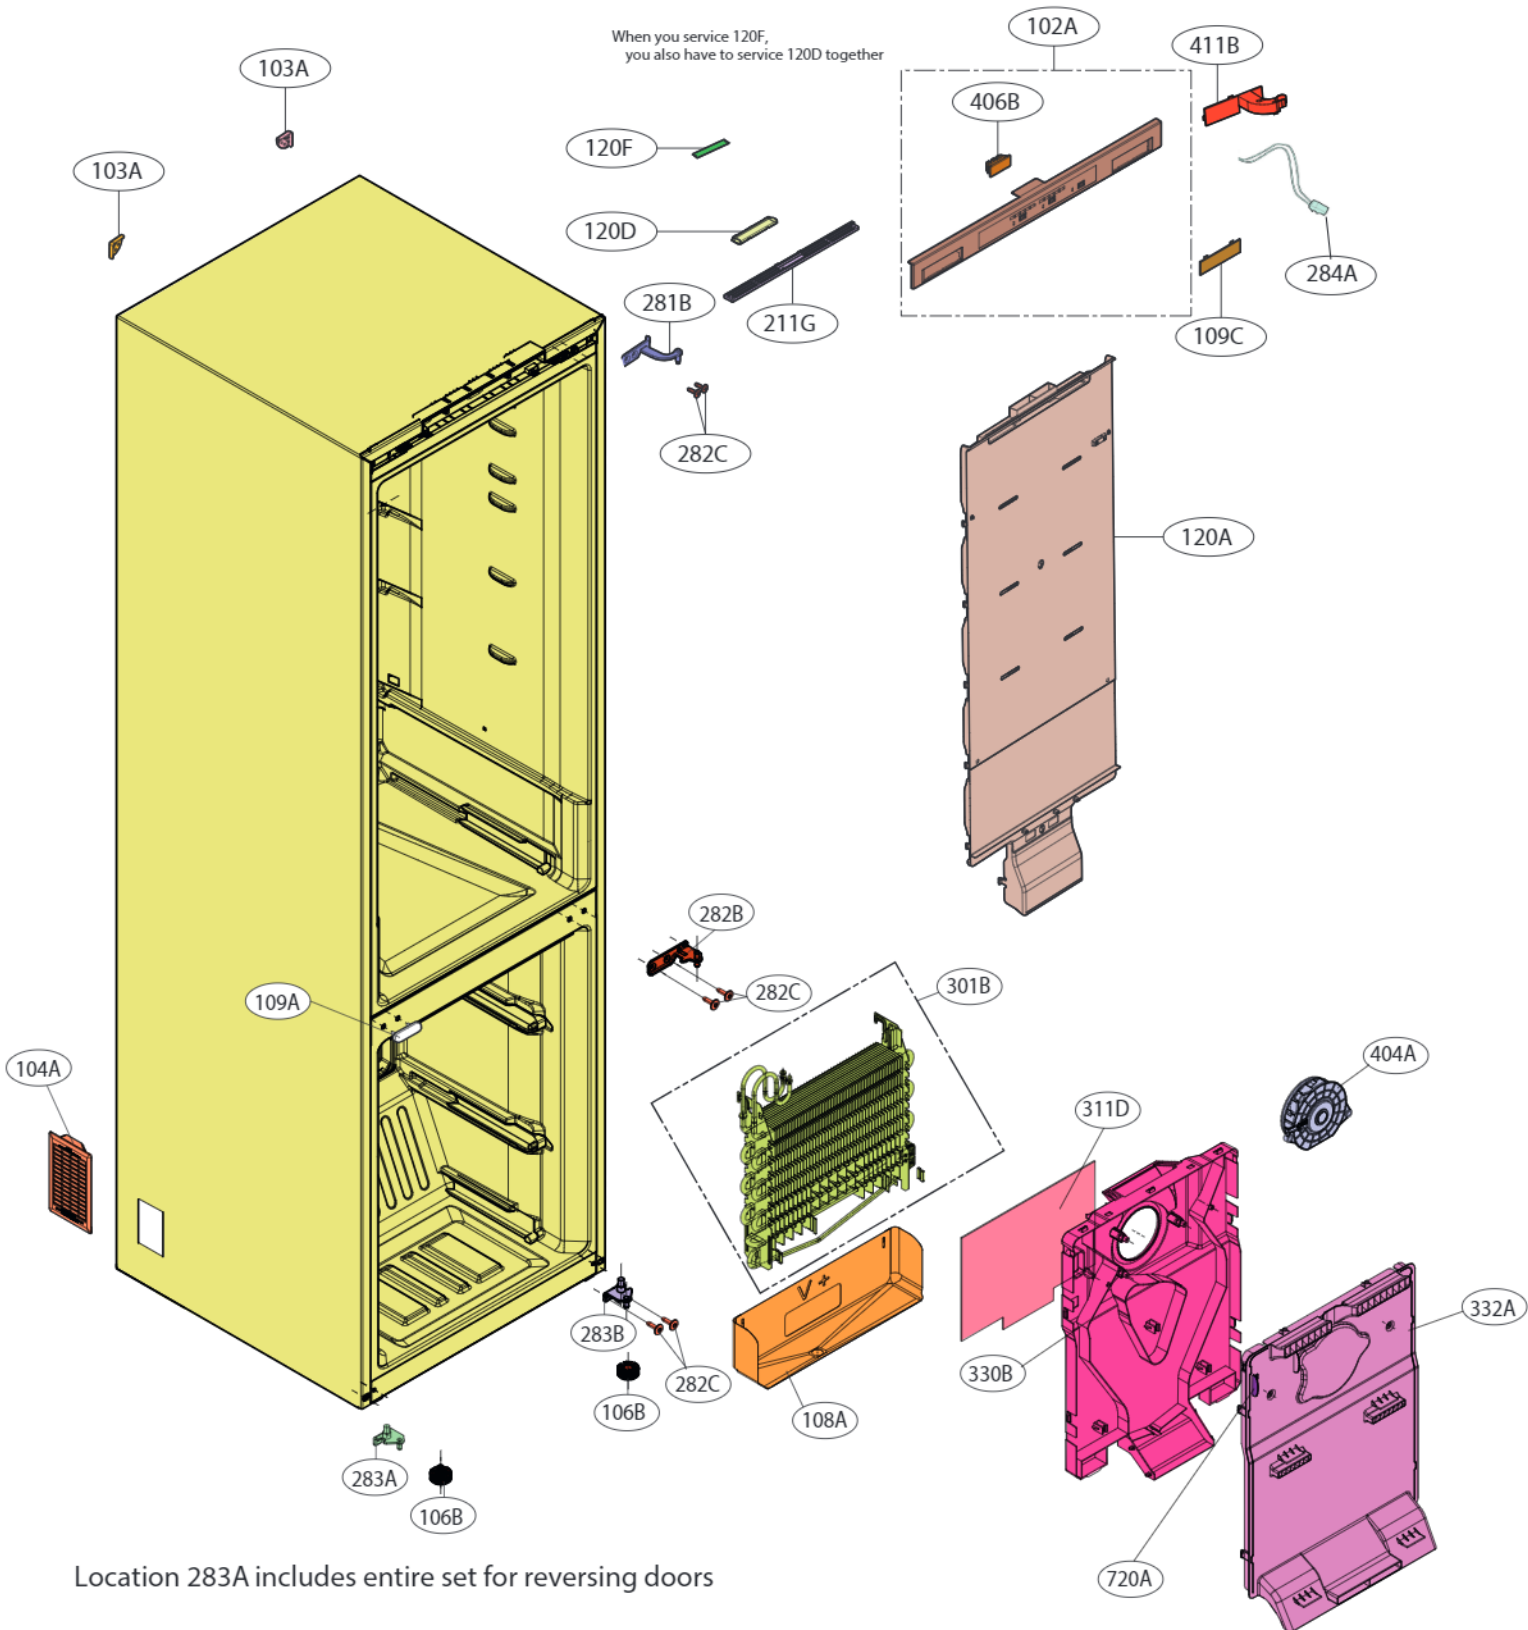 When you service 120F,
you also have to service 120D together
102A
411B
103A
406B
120F
103A
120D
284A
281B
211G
109C
282C
120A
282B
301B
282C
109A
104A
404A
311D
332A
283B
330B
282C
106B
108A
283A
106B
720A
Location 283A includes entire set for reversing doors